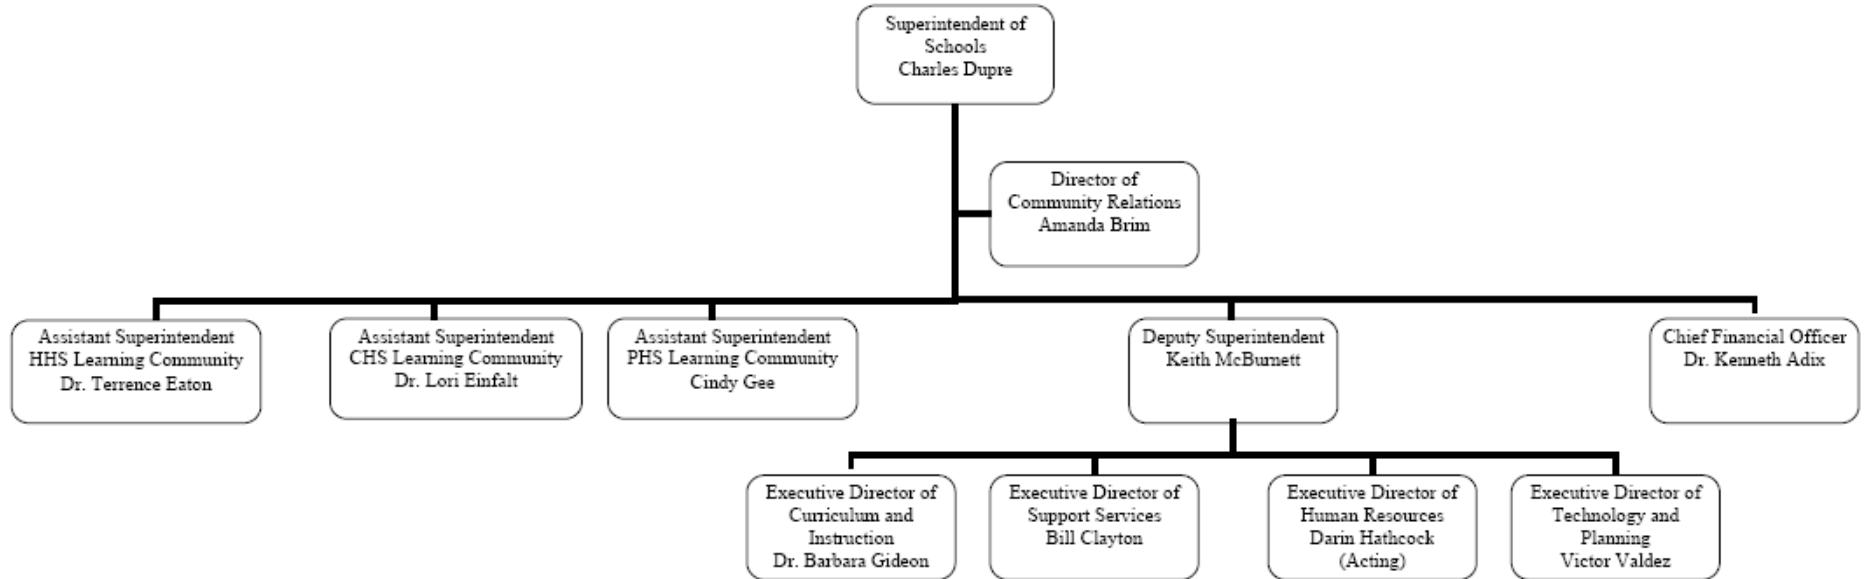 Superintendent of
Schools
Charles Dupre
Director of
Community Relations
Amanda Brim
Assistant Superintendent
HHS Learning Community
Dr. Terrence Eaton
Assistant Superintendent
CHS Learning Community
Dr. Lori Einfalt
Assistant Superintendent
PHS Learning Community
Cindy Gee
Deputy Superintendent
Keith McBurnett
Chief Financial Officer
Dr. Kenneth Adix
Executive Director of
Curriculum and
Instruction
Dr. Barbara Gideon
Executive Director of
Support Services
Bill Clayton
Executive Director of
Human Resources
Darin Hathcock
(Acting)
Executive Director of
Technology and
Planning
Victor Valdez